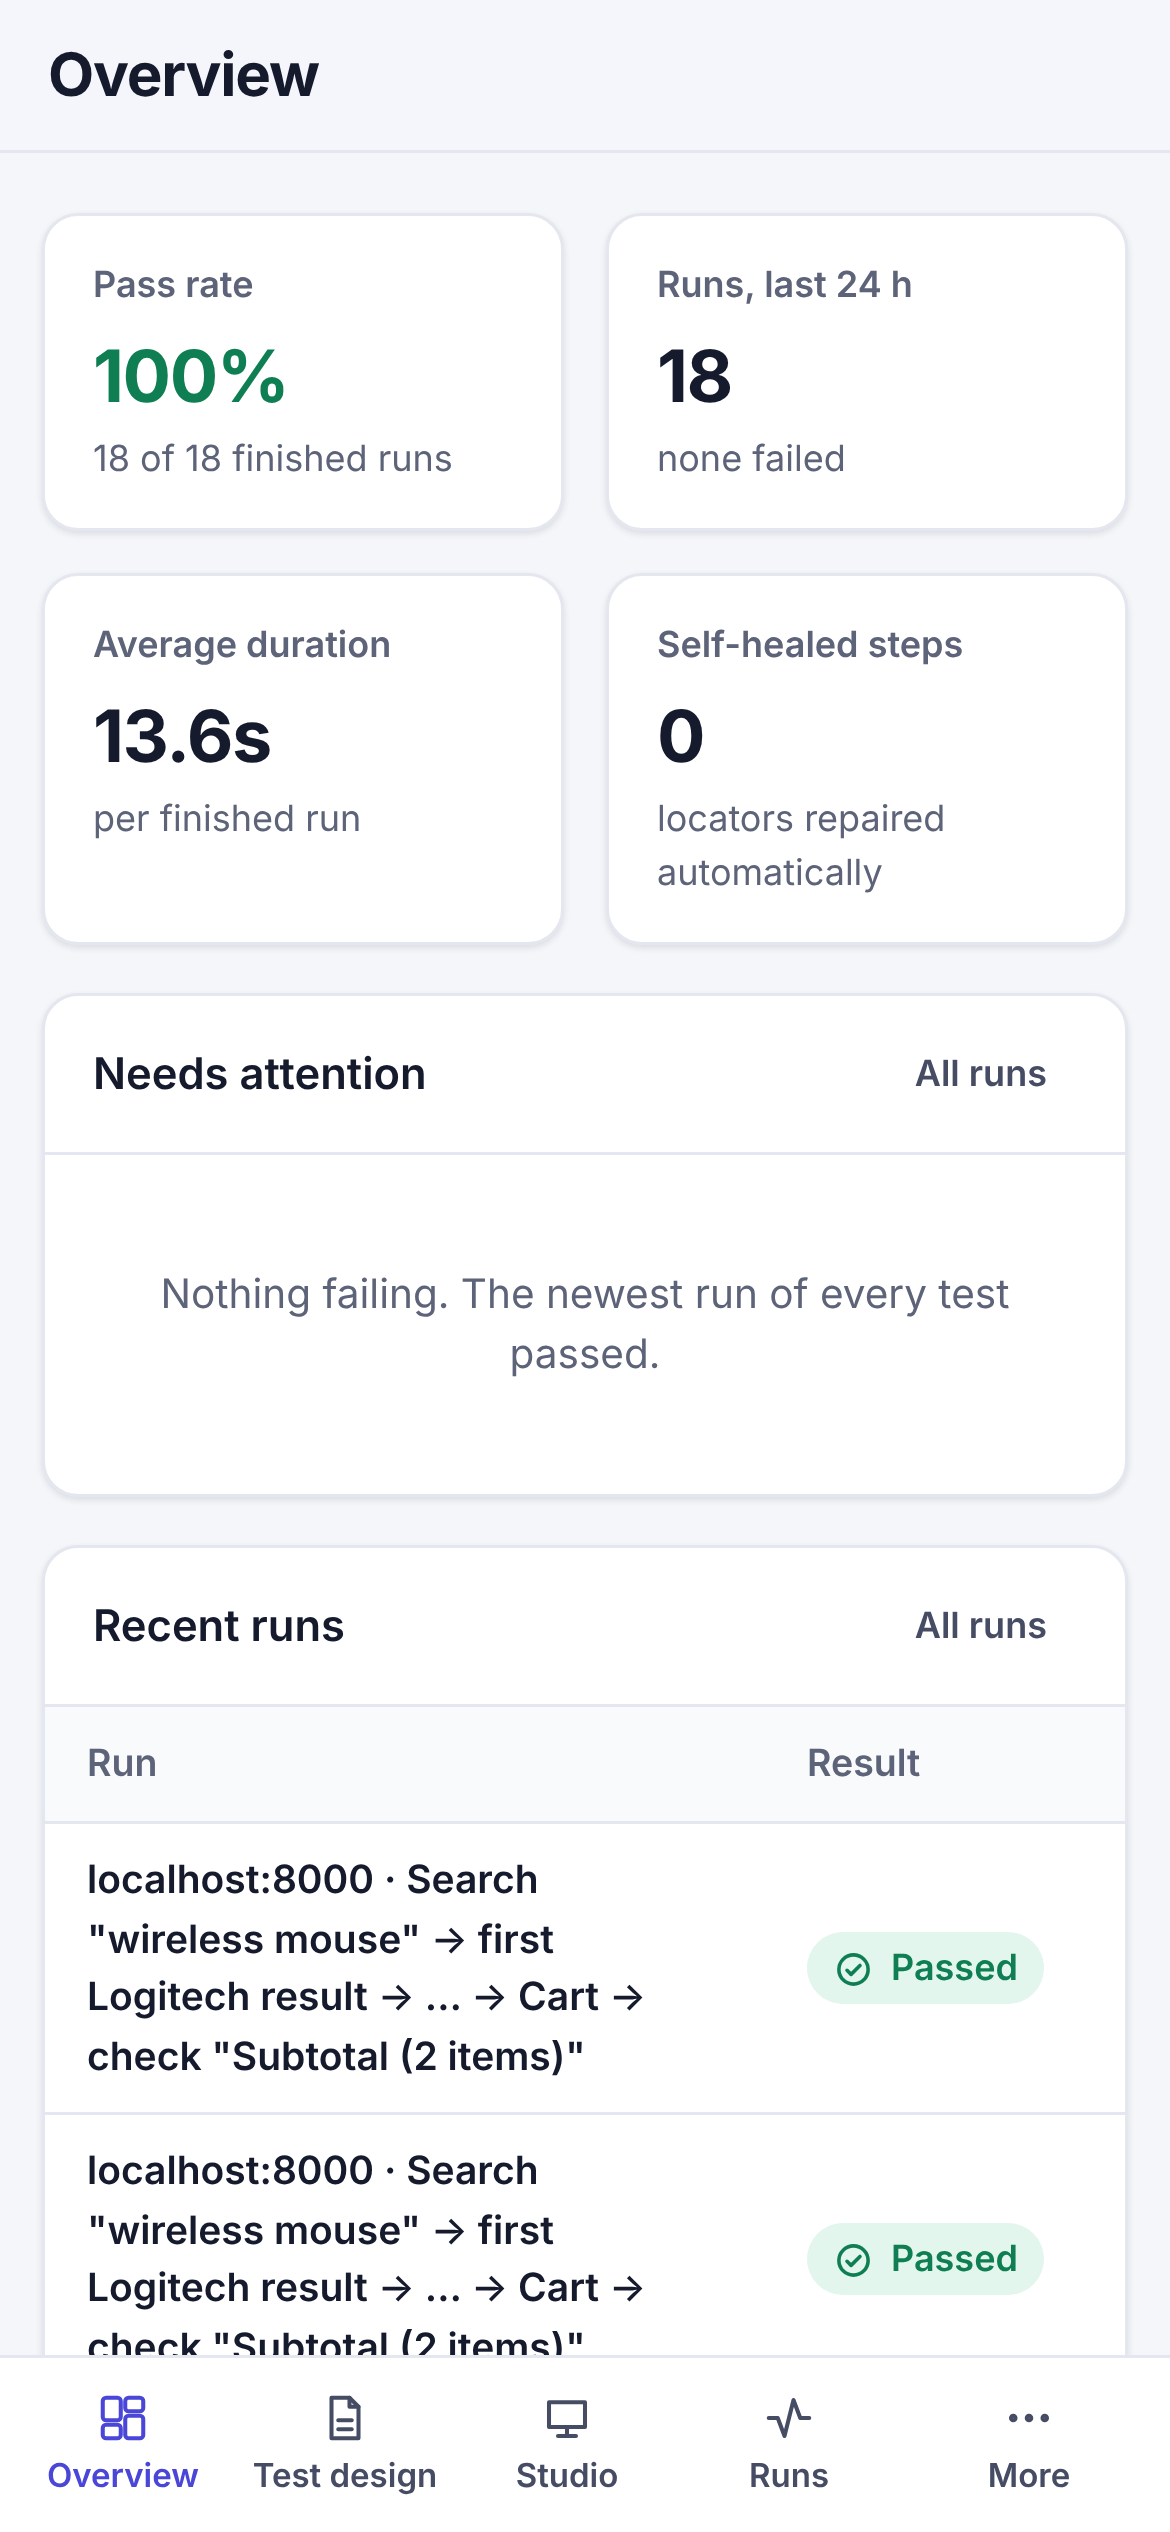 Overview
Pass rate
100%
18 of 18 finished runs
Runs, last 24 h
18
none failed
Average duration
13.6s
per finished run
Self-healed steps
0
locators repaired
automatically
Needs attention
All runs
Nothing failing. The newest run of every test
passed.
Recent runs
All runs
Run
Result
localhost:8000 · Search
"wireless mouse" → first
Logitech result → ... → Cart →
check "Subtotal (2 items)"
Passed
localhost:8000 · Search
"wireless mouse" → first
Logitech result → ... → Cart →
check "Subtotal (2 items)"
Passed
Overview
Test design
Studio
Runs
More